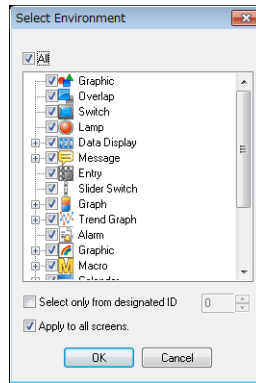 Select Environment
All
Graphic
Overlap
Switch
Lamp
Data Display
Message
Entry
Slider Switch
Graph
Trend Graph
Alarm
Graphic
Macro
Calendar
Select only from designated ID
0
Apply to all screens.
OK
Cancel